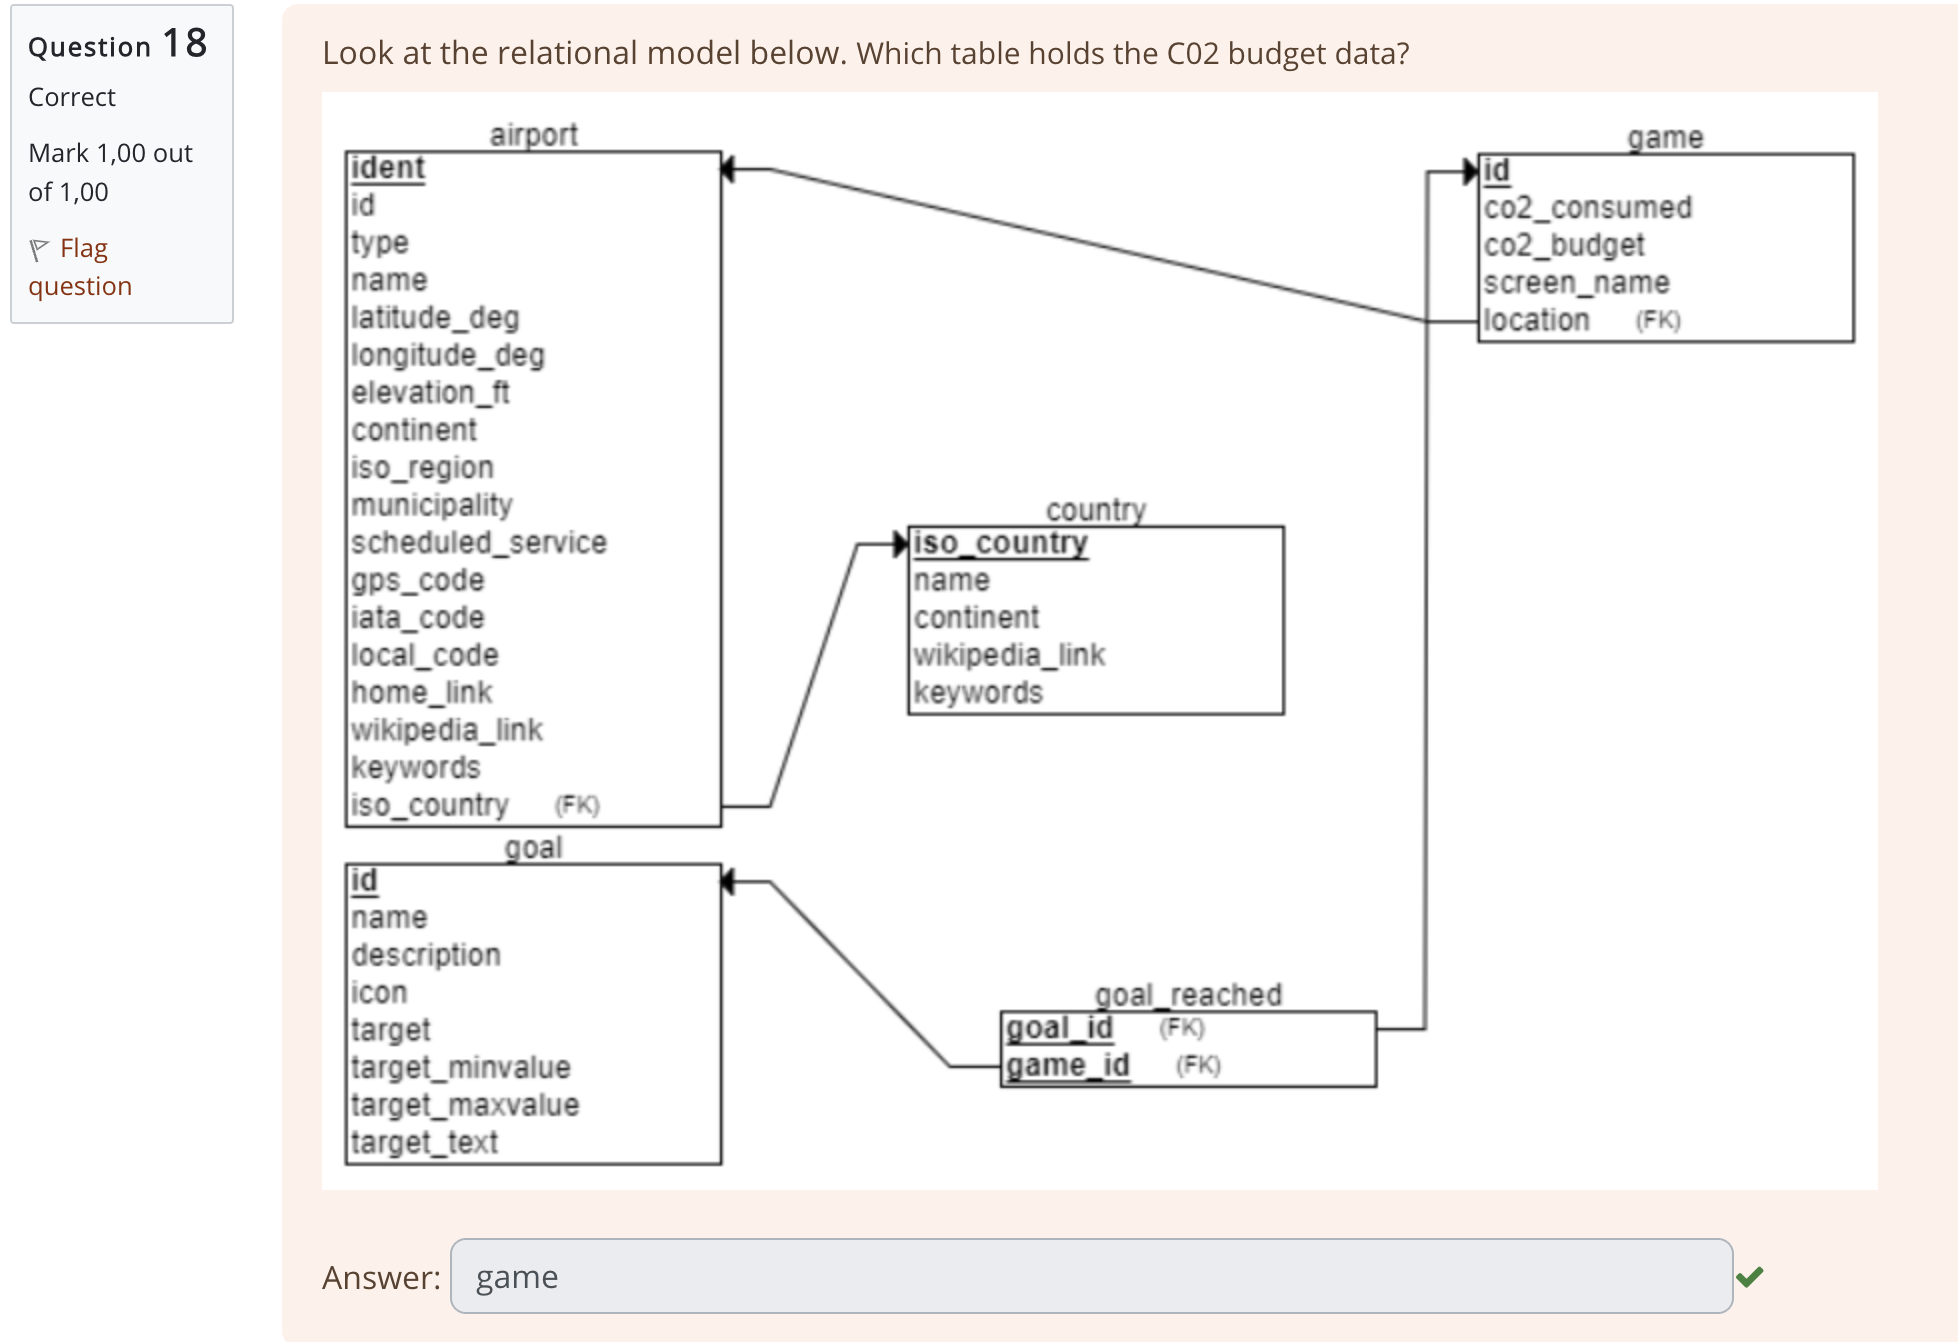 Question 18
Correct
Mark 1,00 out
of 1,00
Flag
question
Look at the relational model below. Which table holds the C02 budget data?
airport
ident
id
type
name
latitude_deg
longitude_deg
elevation_ft
continent
iso_region
municipality
scheduled_service
gps_code
iata_code
local_code
home_link
wikipedia_link
keywords
iso_country (FK)
game
id
co2_consumed
co2_budget
screen_name
location (FK)
country
iso_country
name
continent
wikipedia_link
keywords
goal
id
name
description
icon
target
target_minvalue
target_maxvalue
target_text
goal_reached
goal_id (FK)
game_id (FK)
Answer: game